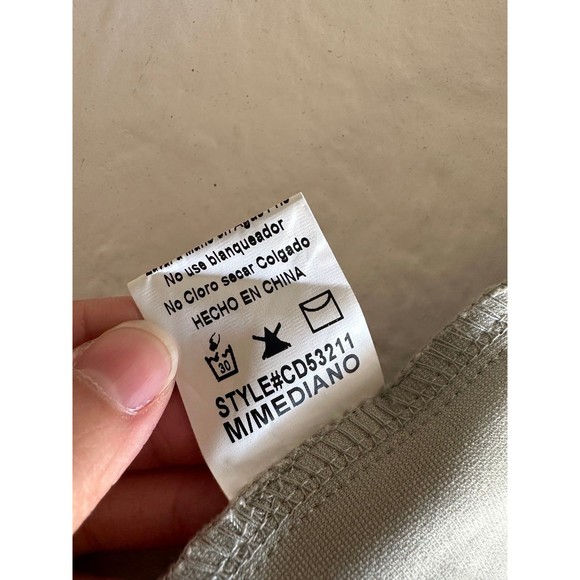 No use blanqueador
No Cloro secar Colgado
HECHO EN CHINA
30
STYLE#CD53211
M/MEDIANO